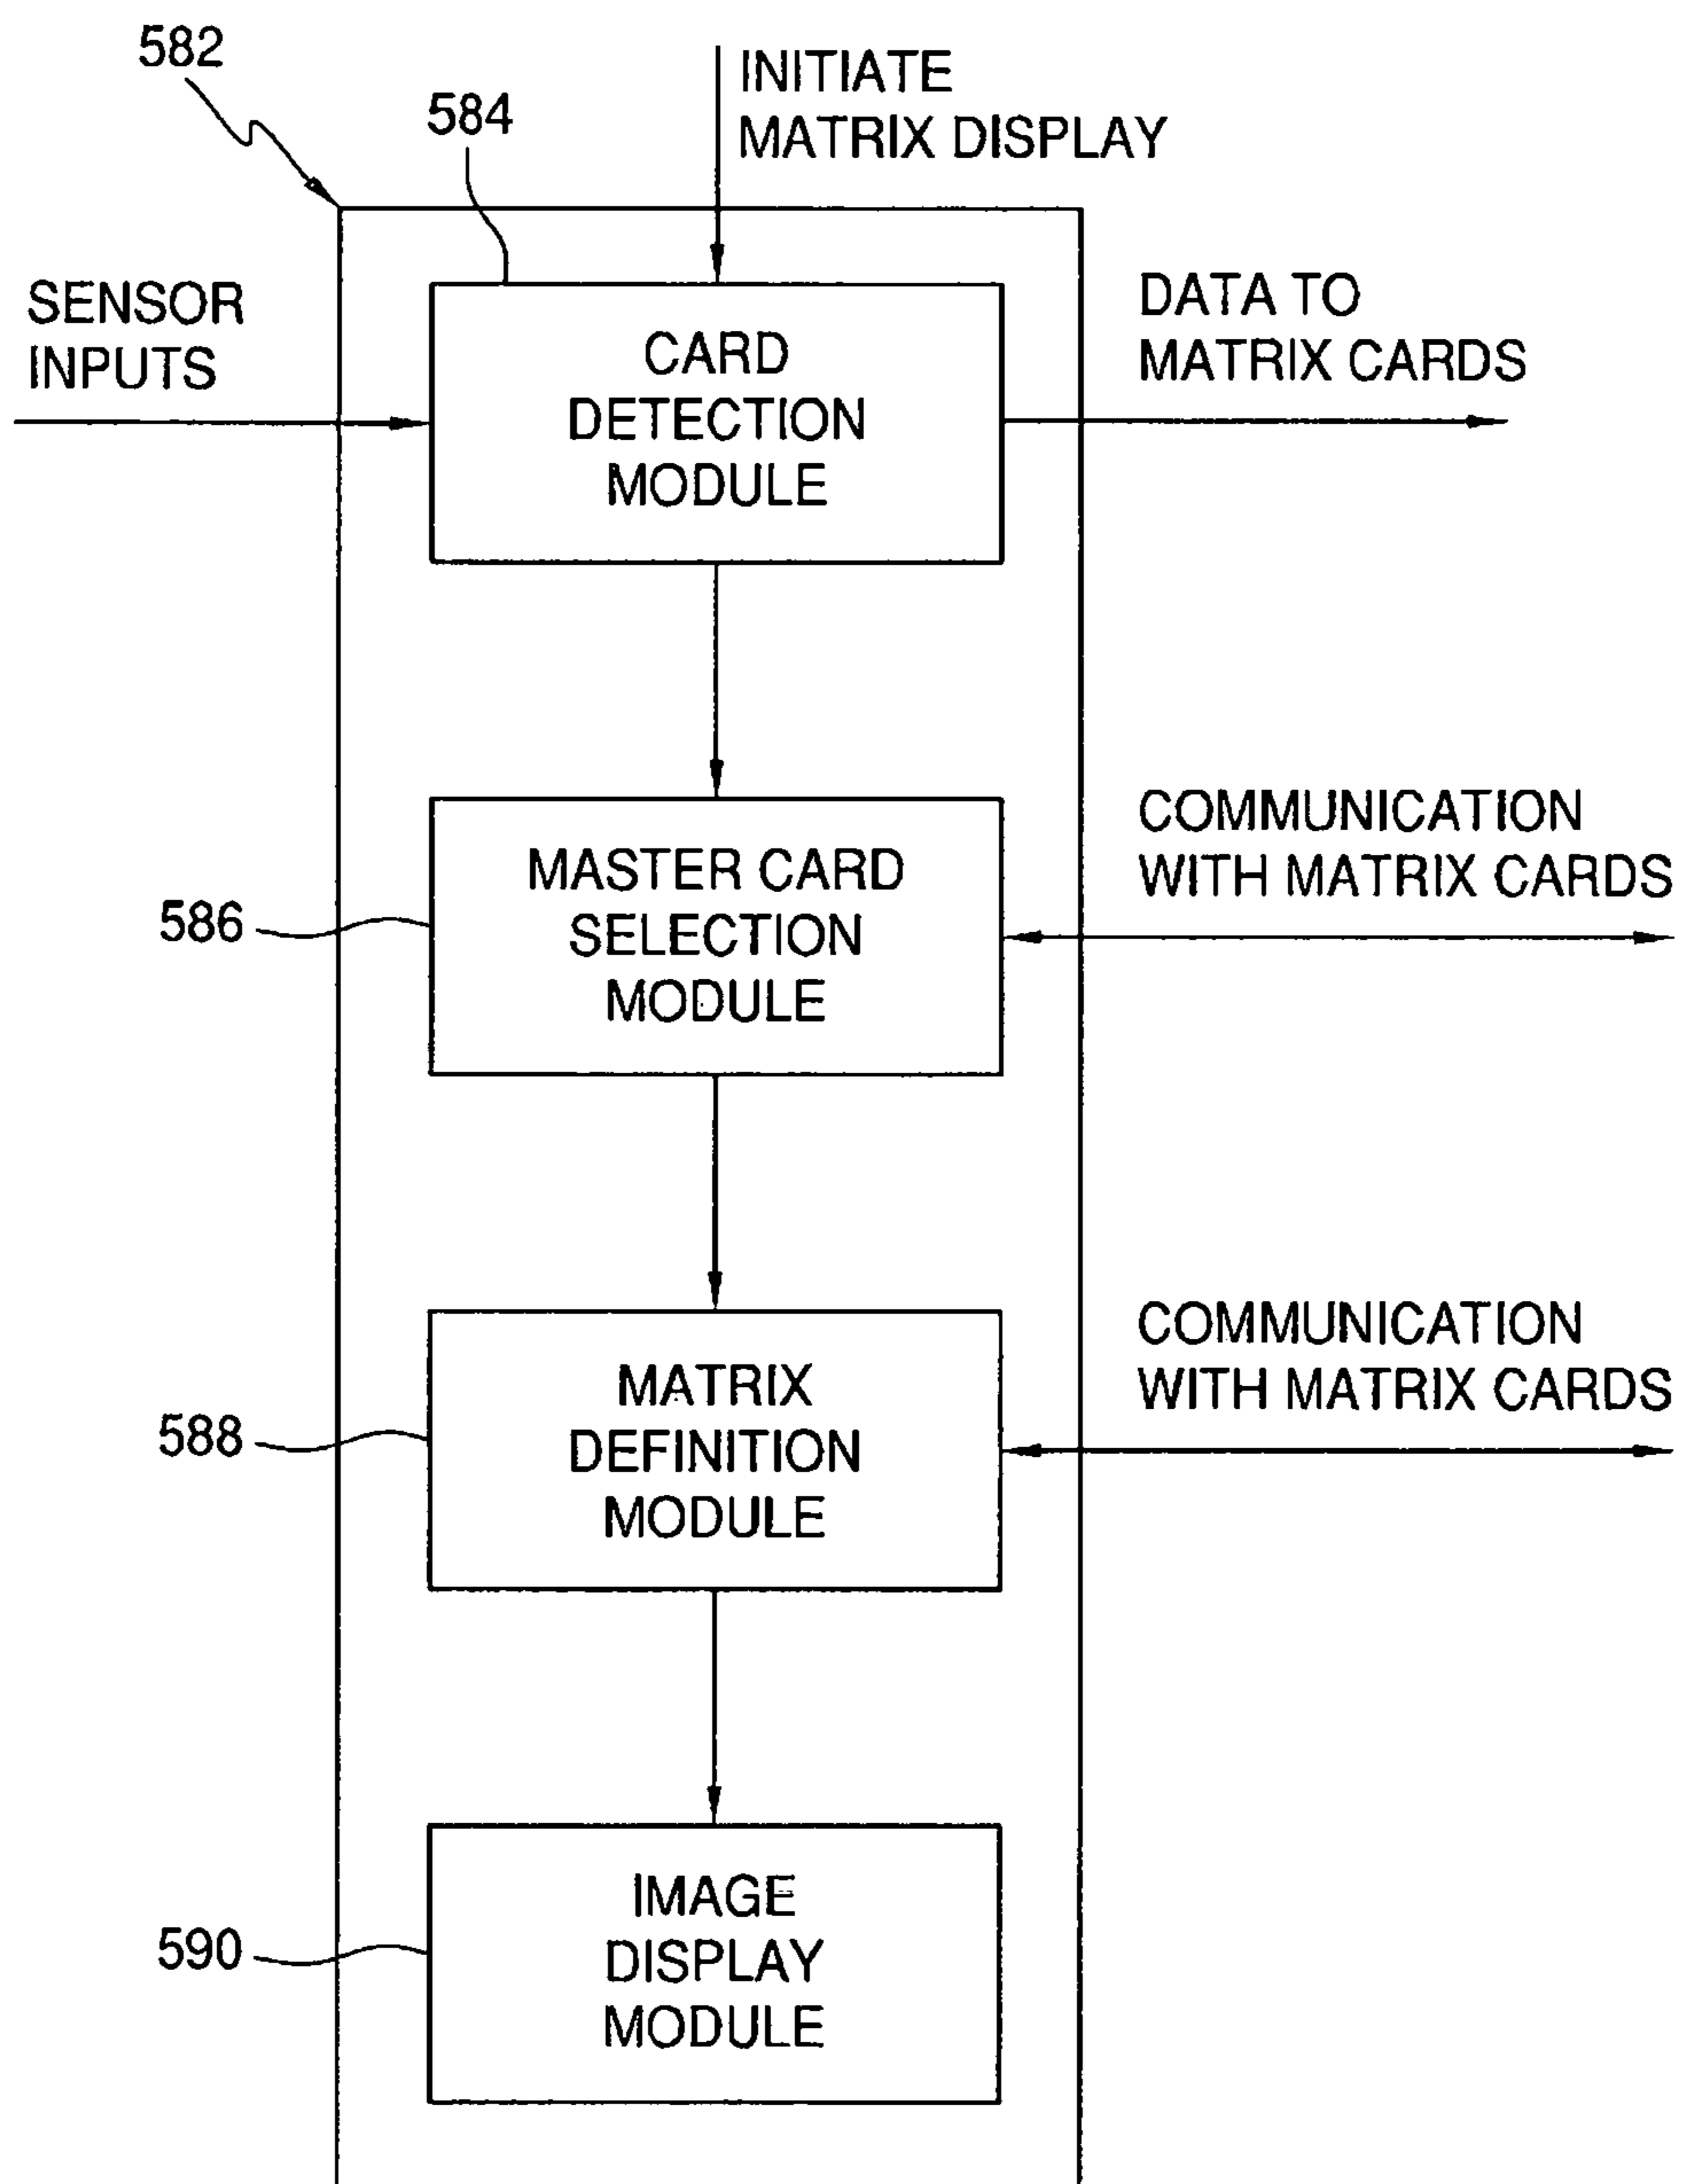 582
584
INITIATE
MATRIX DISPLAY
SENSOR
INPUTS
CARD
DETECTION
MODULE
DATA TO
MATRIX CARDS
586
MASTER CARD
SELECTION
MODULE
COMMUNICATION
WITH MATRIX CARDS
588
MATRIX
DEFINITION
MODULE
COMMUNICATION
WITH MATRIX CARDS
590
IMAGE
DISPLAY
MODULE